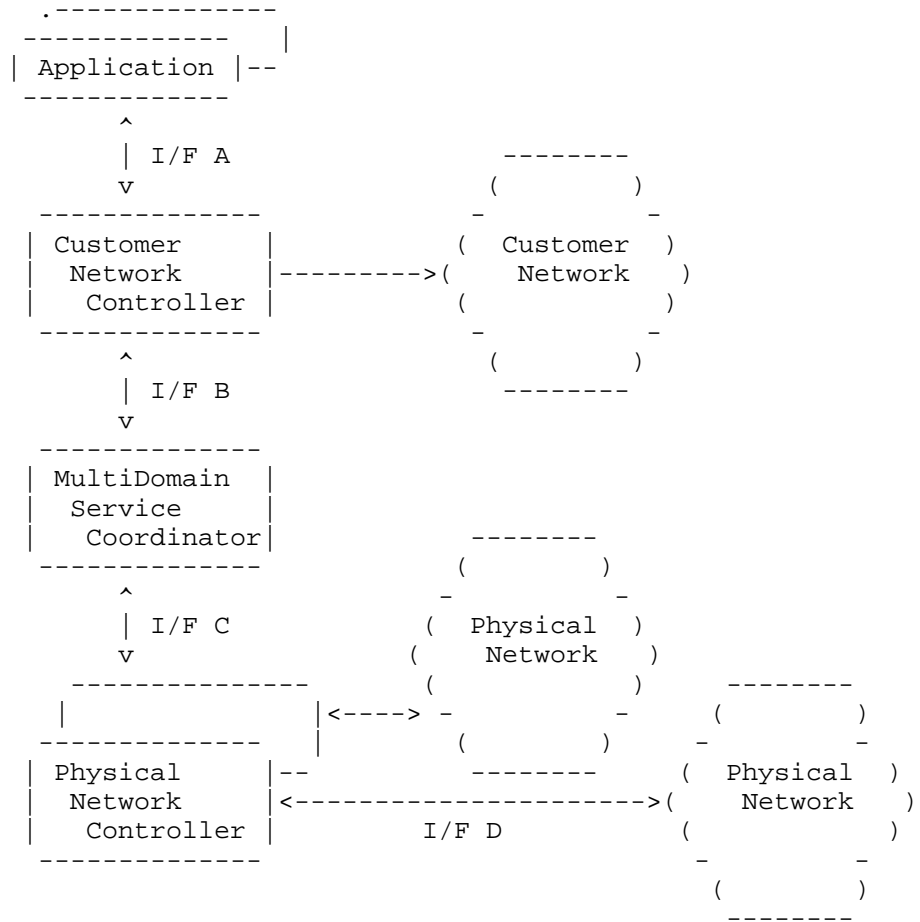 Application
I/F A
Customer
Network
Controller
Customer
Network
I/F B
MultiDomain
Service
Coordinator
I/F C
Physical
Network
Physical
Network
Controller
I/F D
Physical
Network